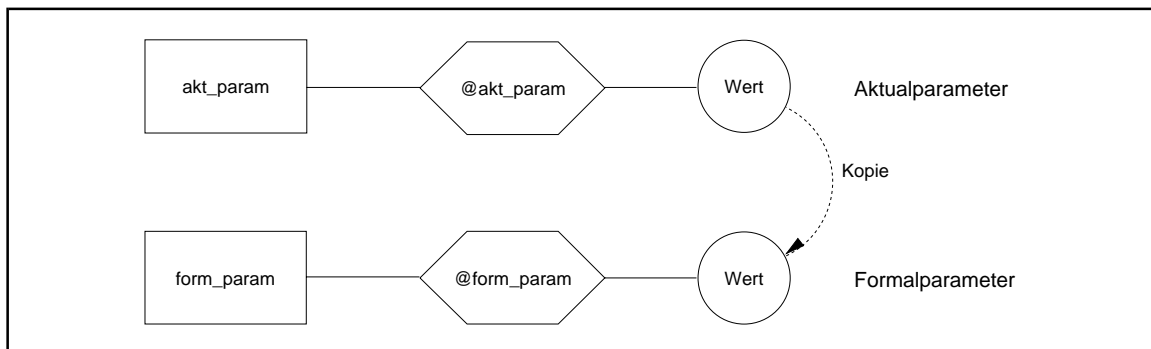 akt_param @akt_param Wert Aktualparameter
Kopie
form_param @form_param Wert Formalparameter